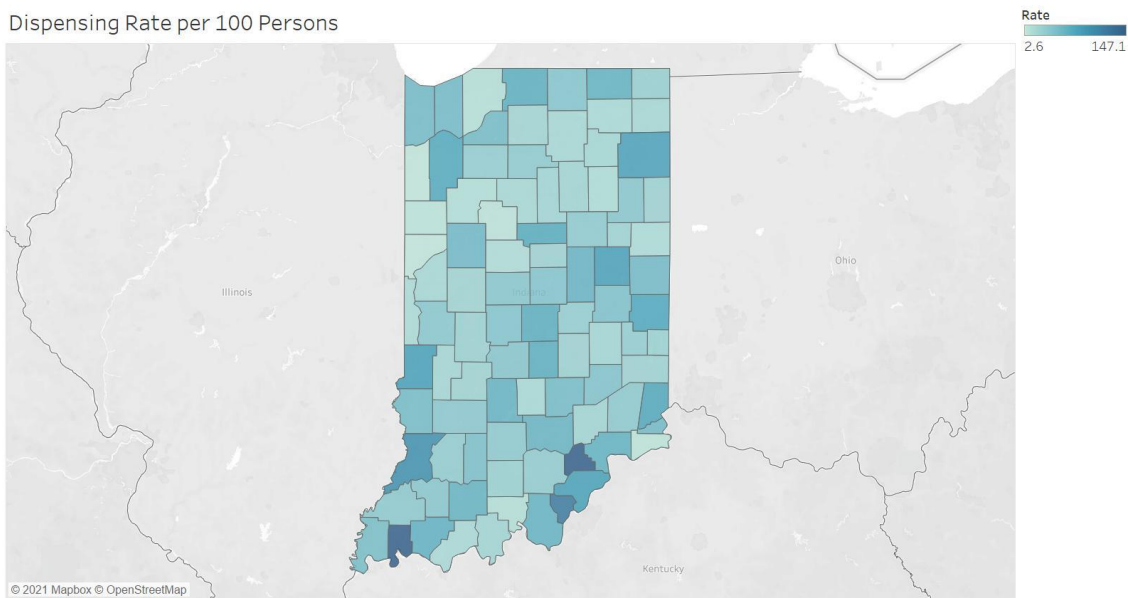 Dispensing Rate per 100 Persons
Rate
2.6 147.1
Illinois
Indiana
Ohio
Kentucky
© 2021 Mapbox © OpenStreetMap